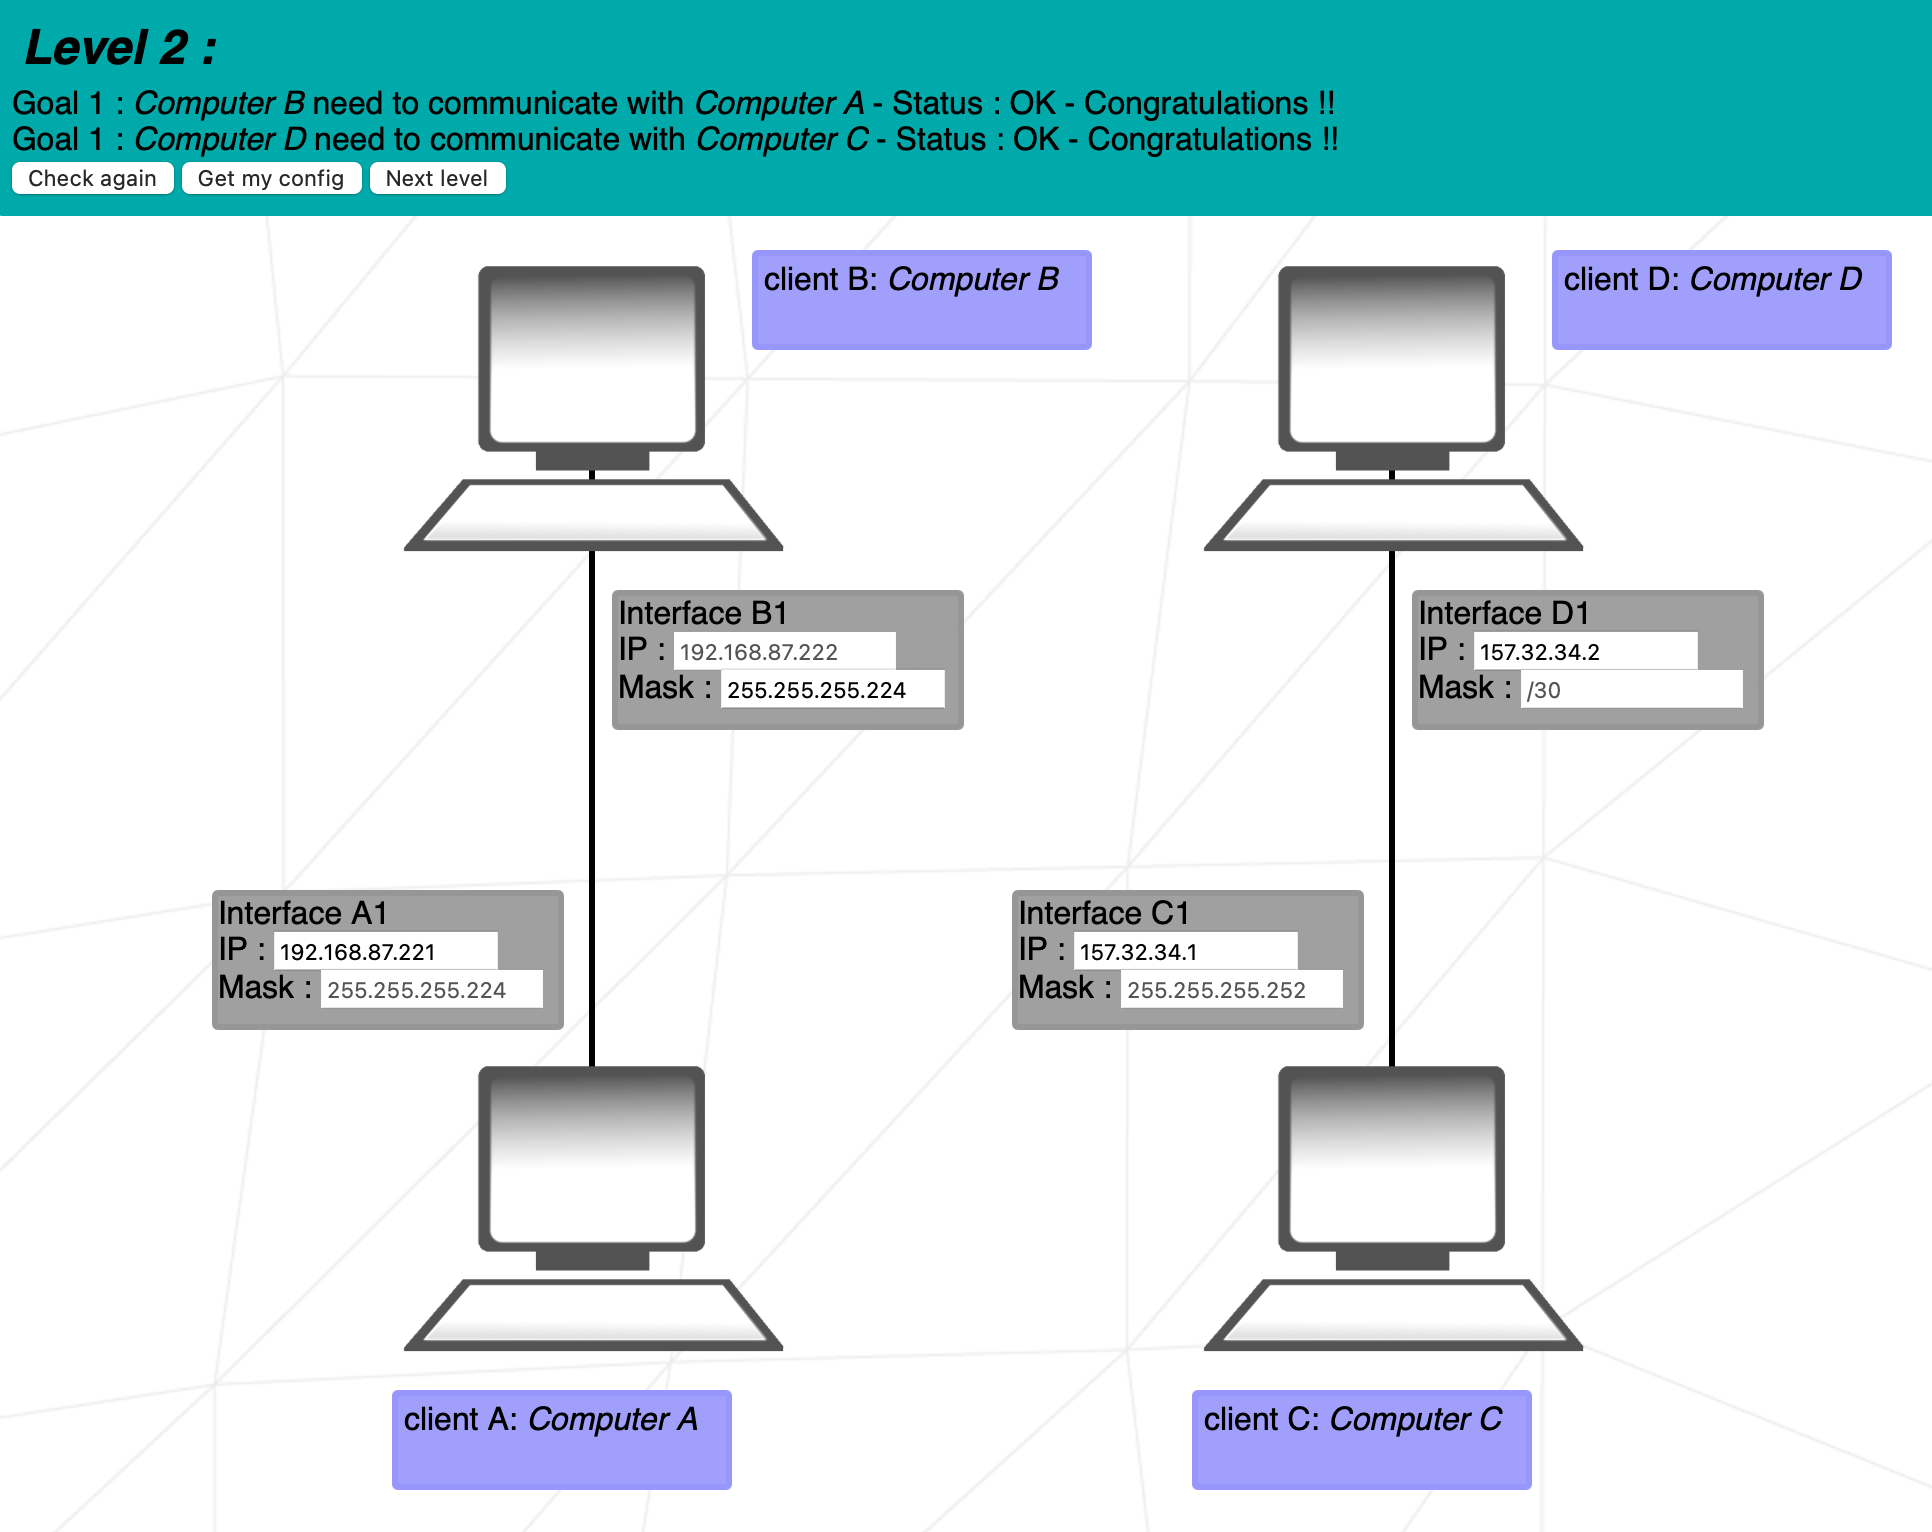 Level 2 :
Goal 1 : Computer B need to communicate with Computer A - Status : OK - Congratulations !!
Goal 1 : Computer D need to communicate with Computer C - Status : OK - Congratulations !!
Check again Get my config Next level
client B: Computer B
client D: Computer D
Interface B1
IP : 192.168.87.222
Mask : 255.255.255.224
Interface D1
IP : 157.32.34.2
Mask : /30
Interface A1
IP : 192.168.87.221
Mask : 255.255.255.224
Interface C1
IP : 157.32.34.1
Mask : 255.255.255.252
client A: Computer A
client C: Computer C